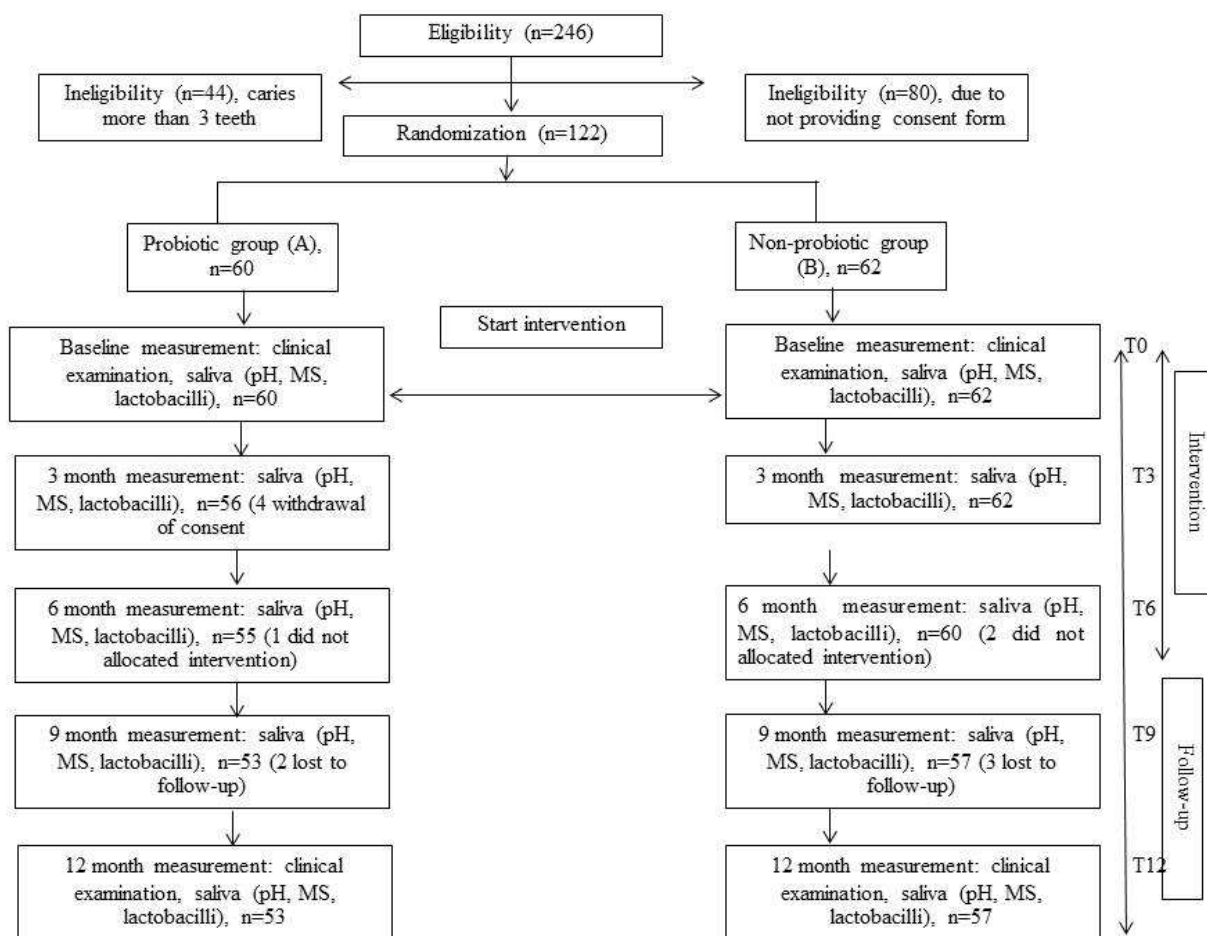 Eligibility (n=246)
Ineligibility (n=44), caries
more than 3 teeth
Ineligibility (n=80), due to
not providing consent form
Randomization (n=122)
Probiotic group (A),
n=60
Non-probiotic group
(B), n=62
Start intervention
Baseline measurement: clinical
examination, saliva (pH, MS,
lactobacilli), n=60
Baseline measurement: clinical
examination, saliva (pH, MS,
lactobacilli), n=62
T0
3 month measurement: saliva (pH,
MS, lactobacilli), n=56 (4 withdrawal
of consent
3 month measurement: saliva (pH,
MS, lactobacilli), n=62
T3
Intervention
6 month measurement: saliva (pH,
MS, lactobacilli), n=55 (1 did not
allocated intervention)
6 month measurement: saliva (pH,
MS, lactobacilli), n=60 (2 did not
allocated intervention)
T6
9 month measurement: saliva (pH,
MS, lactobacilli), n=53 (2 lost to
follow-up)
9 month measurement: saliva (pH,
MS, lactobacilli), n=57 (3 lost to
follow-up)
T9
Follow-up
12 month measurement: clinical
examination, saliva (pH, MS,
lactobacilli), n=53
12 month measurement: clinical
examination, saliva (pH, MS,
lactobacilli), n=57
T12